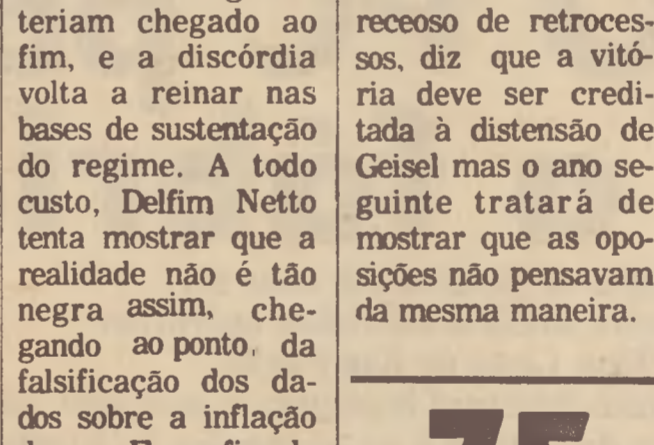 teriam chegado ao
fim, e a discórdia
volta a reinar nas
bases de sustentação
do regime. A todo
custo, Delfim Netto
tenta mostrar que a
realidade não é tão
negra assim, che-
gando ao ponto, da
falsificação dos da-
dos sobre a inflação
receoso de retroces-
sos, diz que a vitó-
ria deve ser credi-
tada à distensão de
Geisel mas o ano se-
guinte tratará de
mostrar que as opo-
sições não pensavam
da mesma maneira.
75